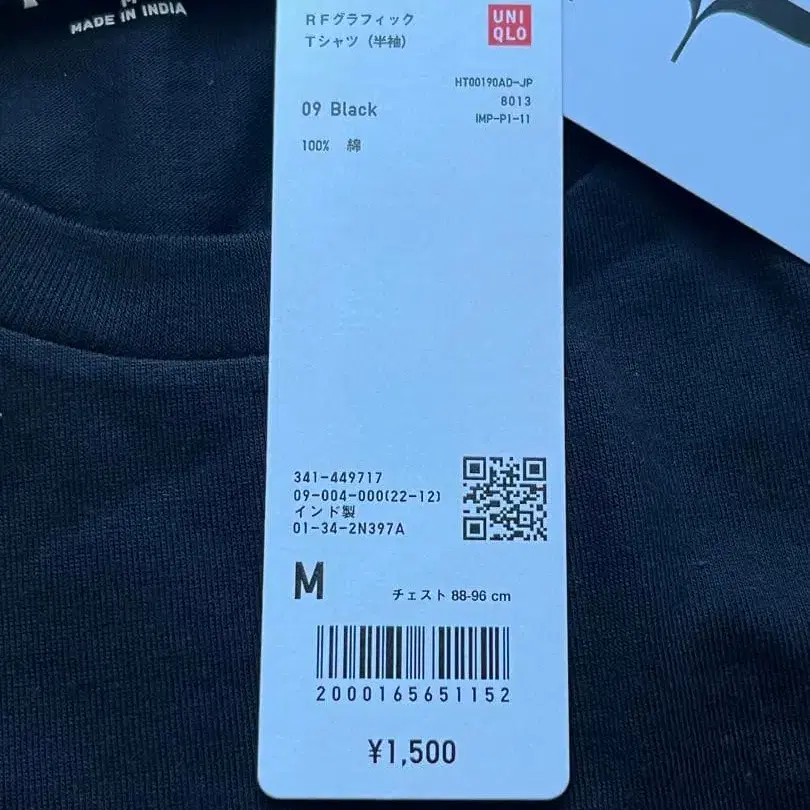 MADE IN INDIA
RFグラフィック
Tシャツ（半袖）
UNI
QLO
HT00190AD-JP
8013
IMP-P1-11
09 Black
100% 綿
341-449717
09-004-000(22-12)
インド製
01-34-2N397A
M
チェスト 88-96 cm
2000165651152
¥1,500